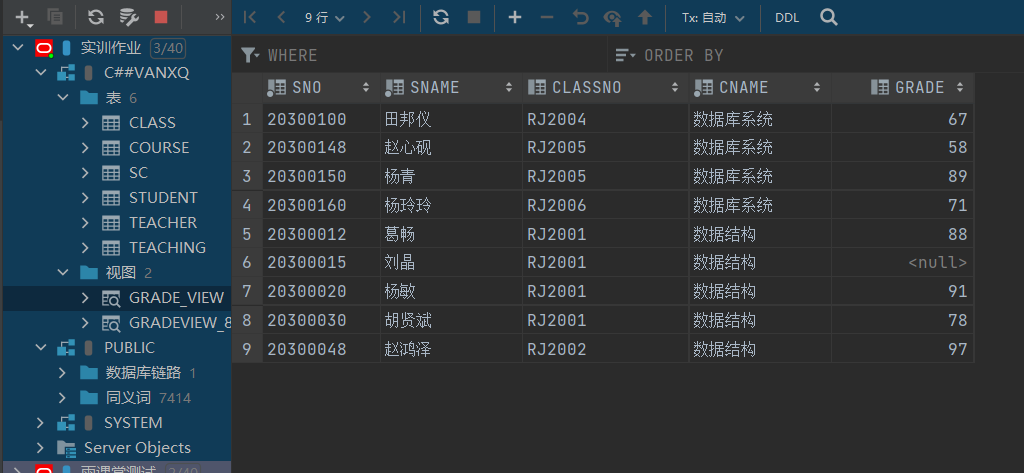 9 行
Tx: 自动
DDL
实训作业 3/40
C##VANXQ
表 6
CLASS
COURSE
SC
STUDENT
TEACHER
TEACHING
视图 2
GRADE_VIEW
GRADEVIEW_8
PUBLIC
数据库链路 1
同义词 7414
SYSTEM
Server Objects
雨课堂测试 3/40
WHERE ORDER BY
SNO SNAME CLASSNO CNAME GRADE
1 20300100 田邦仪 RJ2004 数据库系统 67
2 20300148 赵心砚 RJ2005 数据库系统 58
3 20300150 杨青 RJ2005 数据库系统 89
4 20300160 杨玲玲 RJ2006 数据库系统 71
5 20300012 葛畅 RJ2001 数据结构 88
6 20300015 刘晶 RJ2001 数据结构 <null>
7 20300020 杨敏 RJ2001 数据结构 91
8 20300030 胡贤斌 RJ2001 数据结构 78
9 20300048 赵鸿泽 RJ2002 数据结构 97